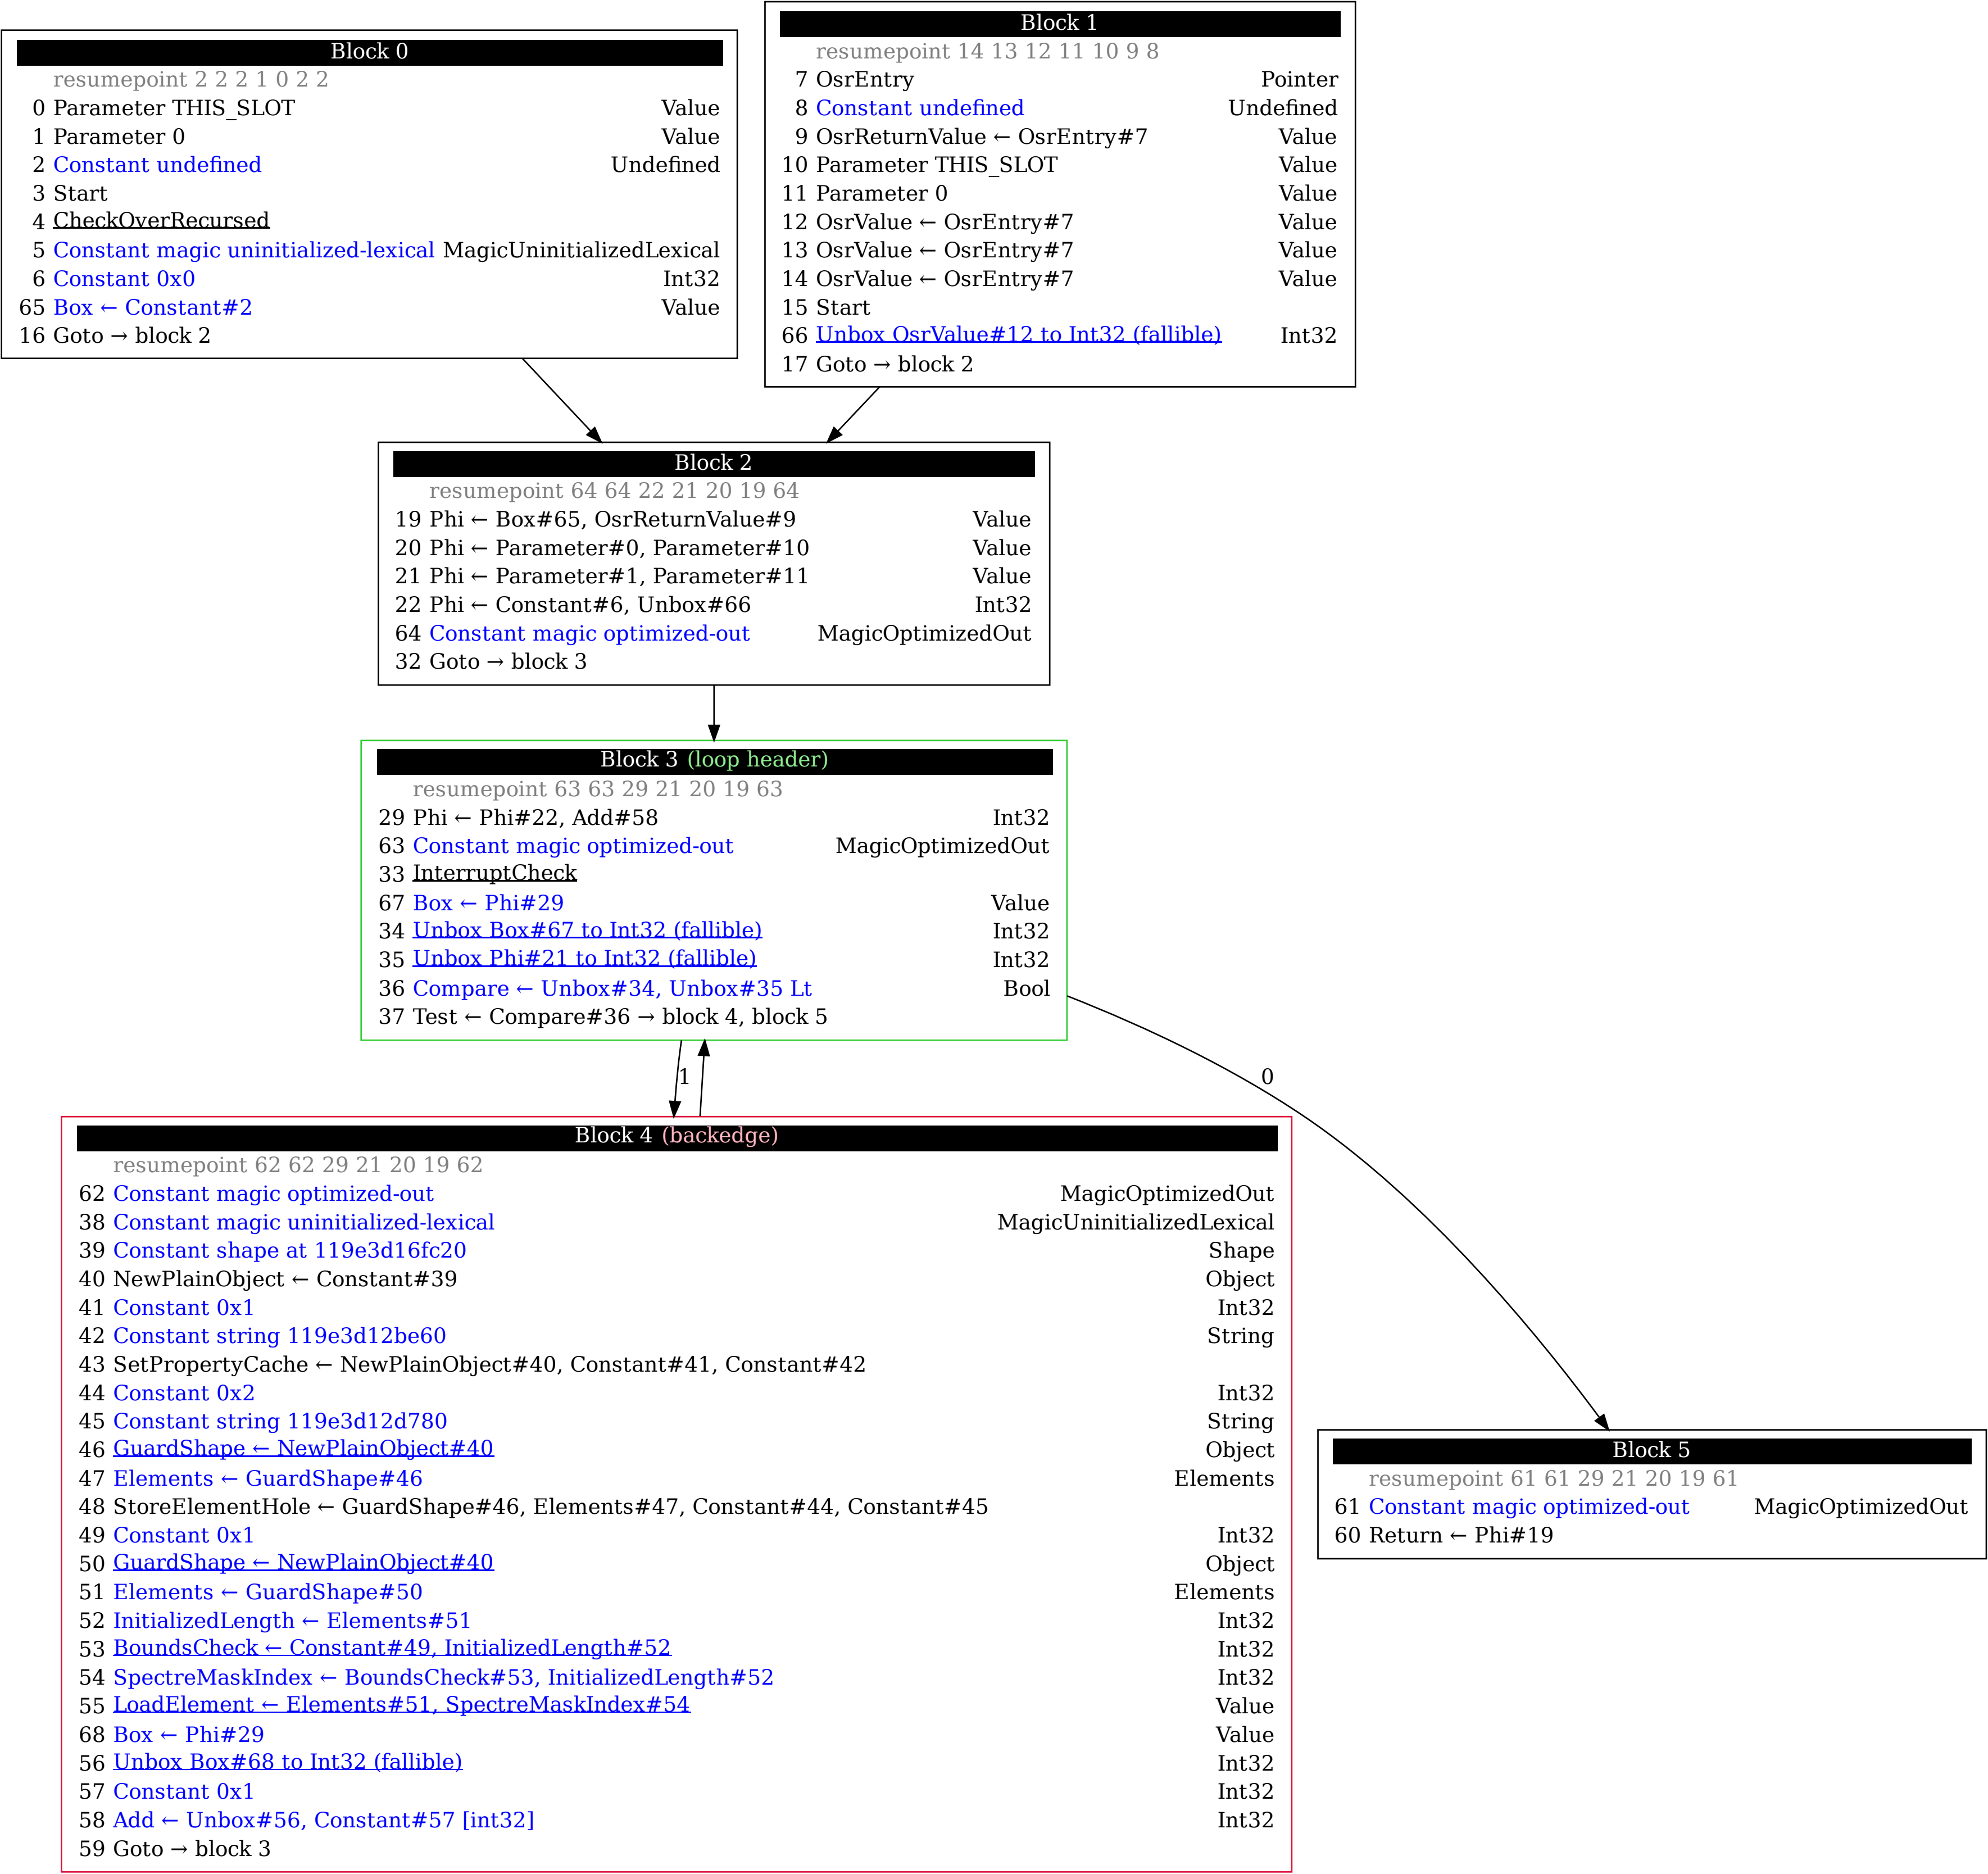 Block 0
resumepoint 2 2 2 1 0 2 2
0 Parameter THIS_SLOT Value
1 Parameter 0 Value
2 Constant undefined Undefined
3 Start
4 CheckOverRecursed
5 Constant magic uninitialized-lexical MagicUninitializedLexical
6 Constant 0x0 Int32
65 Box ← Constant#2 Value
16 Goto → block 2
Block 1
resumepoint 14 13 12 11 10 9 8
7 OsrEntry Pointer
8 Constant undefined Undefined
9 OsrReturnValue ← OsrEntry#7 Value
10 Parameter THIS_SLOT Value
11 Parameter 0 Value
12 OsrValue ← OsrEntry#7 Value
13 OsrValue ← OsrEntry#7 Value
14 OsrValue ← OsrEntry#7 Value
15 Start
66 Unbox OsrValue#12 to Int32 (fallible) Int32
17 Goto → block 2
Block 2
resumepoint 64 64 22 21 20 19 64
19 Phi ← Box#65, OsrReturnValue#9 Value
20 Phi ← Parameter#0, Parameter#10 Value
21 Phi ← Parameter#1, Parameter#11 Value
22 Phi ← Constant#6, Unbox#66 Int32
64 Constant magic optimized-out MagicOptimizedOut
32 Goto → block 3
Block 3 (loop header)
resumepoint 63 63 29 21 20 19 63
29 Phi ← Phi#22, Add#58 Int32
63 Constant magic optimized-out MagicOptimizedOut
33 InterruptCheck
67 Box ← Phi#29 Value
34 Unbox Box#67 to Int32 (fallible) Int32
35 Unbox Phi#21 to Int32 (fallible) Int32
36 Compare ← Unbox#34, Unbox#35 Lt Bool
37 Test ← Compare#36 → block 4, block 5
1
0
Block 4 (backedge)
resumepoint 62 62 29 21 20 19 62
62 Constant magic optimized-out MagicOptimizedOut
38 Constant magic uninitialized-lexical MagicUninitializedLexical
39 Constant shape at 119e3d16fc20 Shape
40 NewPlainObject ← Constant#39 Object
41 Constant 0x1 Int32
42 Constant string 119e3d12be60 String
43 SetPropertyCache ← NewPlainObject#40, Constant#41, Constant#42
44 Constant 0x2 Int32
45 Constant string 119e3d12d780 String
46 GuardShape ← NewPlainObject#40 Object
47 Elements ← GuardShape#46 Elements
48 StoreElementHole ← GuardShape#46, Elements#47, Constant#44, Constant#45
49 Constant 0x1 Int32
50 GuardShape ← NewPlainObject#40 Object
51 Elements ← GuardShape#50 Elements
52 InitializedLength ← Elements#51 Int32
53 BoundsCheck ← Constant#49, InitializedLength#52 Int32
54 SpectreMaskIndex ← BoundsCheck#53, InitializedLength#52 Int32
55 LoadElement ← Elements#51, SpectreMaskIndex#54 Value
68 Box ← Phi#29 Value
56 Unbox Box#68 to Int32 (fallible) Int32
57 Constant 0x1 Int32
58 Add ← Unbox#56, Constant#57 [int32] Int32
59 Goto → block 3
Block 5
resumepoint 61 61 29 21 20 19 61
61 Constant magic optimized-out MagicOptimizedOut
60 Return ← Phi#19